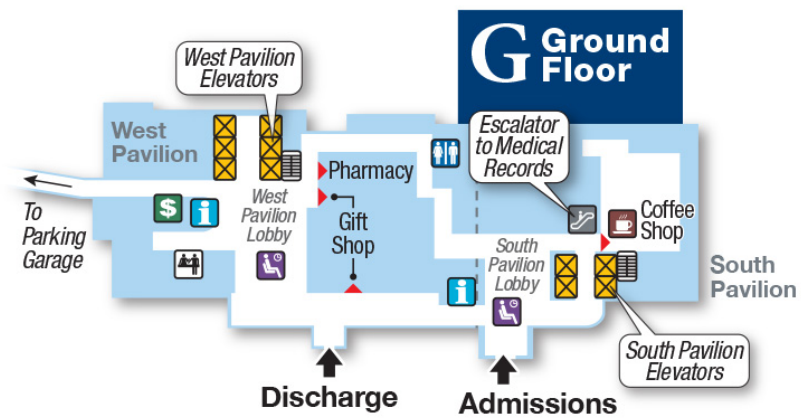 G Ground
Floor
West Pavilion
Elevators
Escalator
to Medical
Records
West
Pavilion
Pharmacy
To
Parking
Garage
$
i
West
Pavilion
Lobby
Gift
Shop
Coffee
Shop
South
Pavilion
Lobby
i
South
Pavilion
South Pavilion
Elevators
Discharge
Admissions